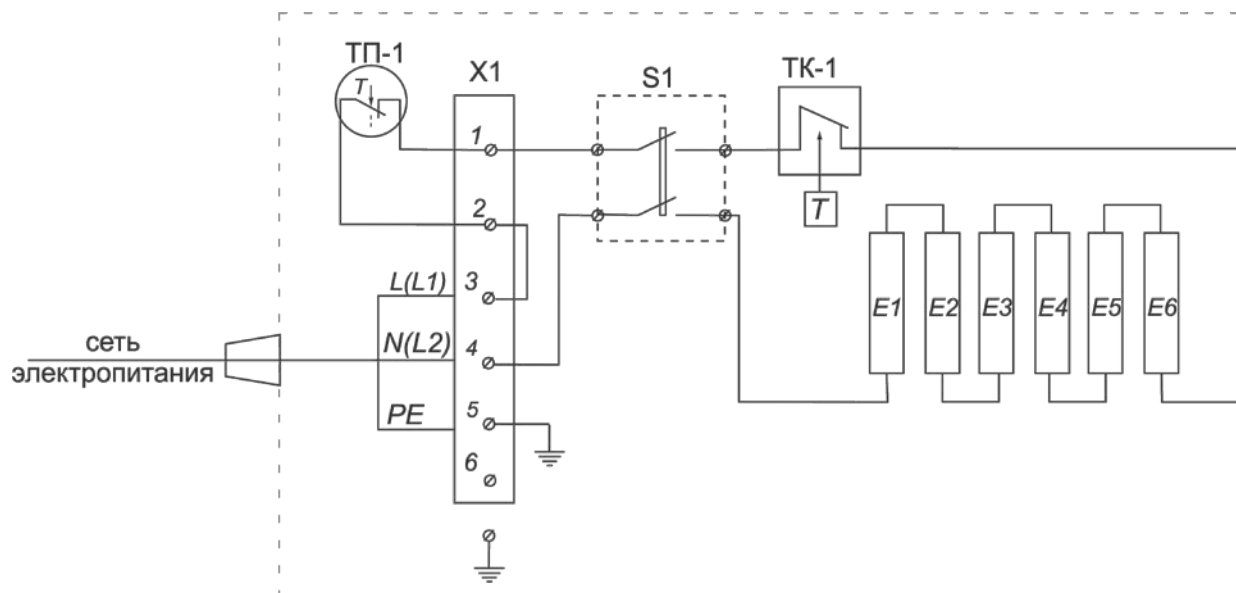 ТП-1
T
X1
S1
ТК-1
T
1
2
3
4
5
6
L(L1)
N(L2)
PE
сеть
электропитания
E1
E2
E3
E4
E5
E6